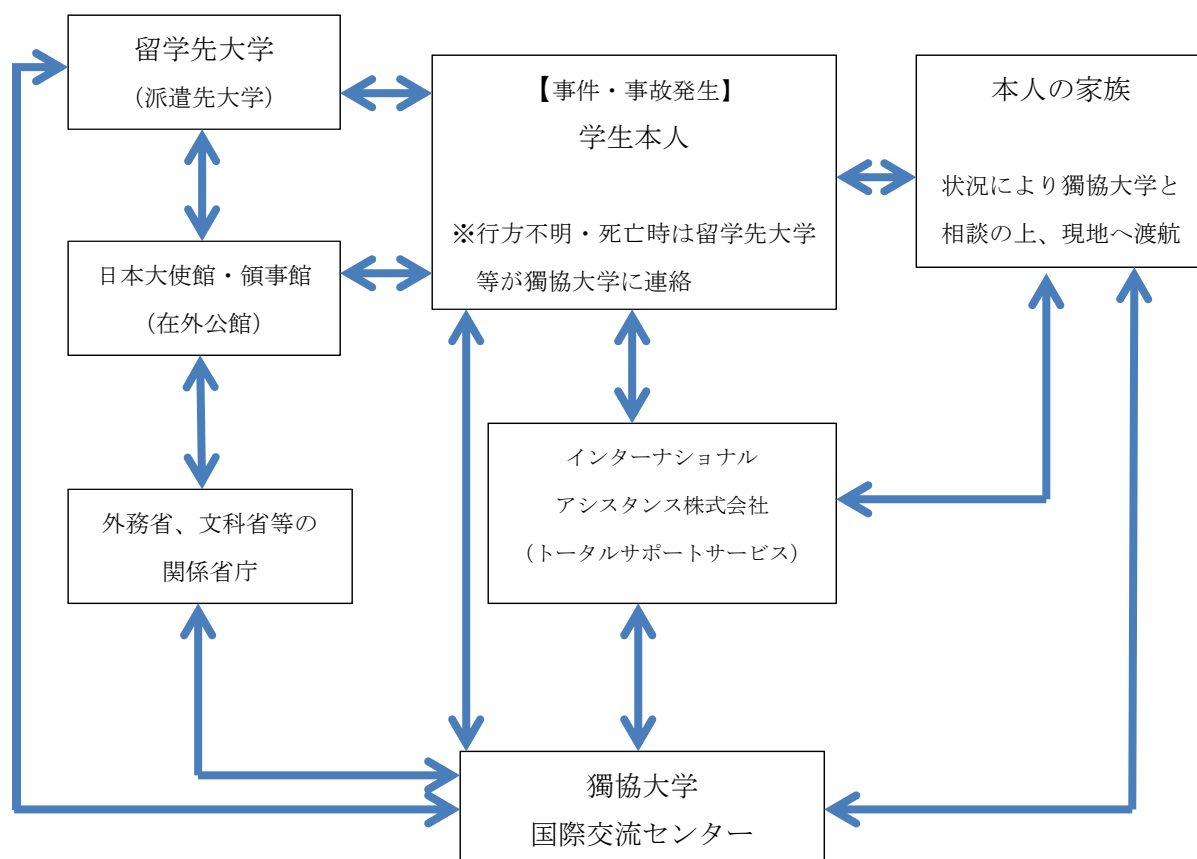 留学先大学
（派遣先大学）
【事件・事故発生】
学生本人
※行方不明・死亡時は留学先大学
等が獨協大学に連絡
本人の家族
状況により獨協大学と
相談の上、現地へ渡航
日本大使館・領事館
（在外公館）
インターナショナル
アシスタンス株式会社
（トータルサポートサービス）
外務省、文科省等の
関係省庁
獨協大学
国際交流センター